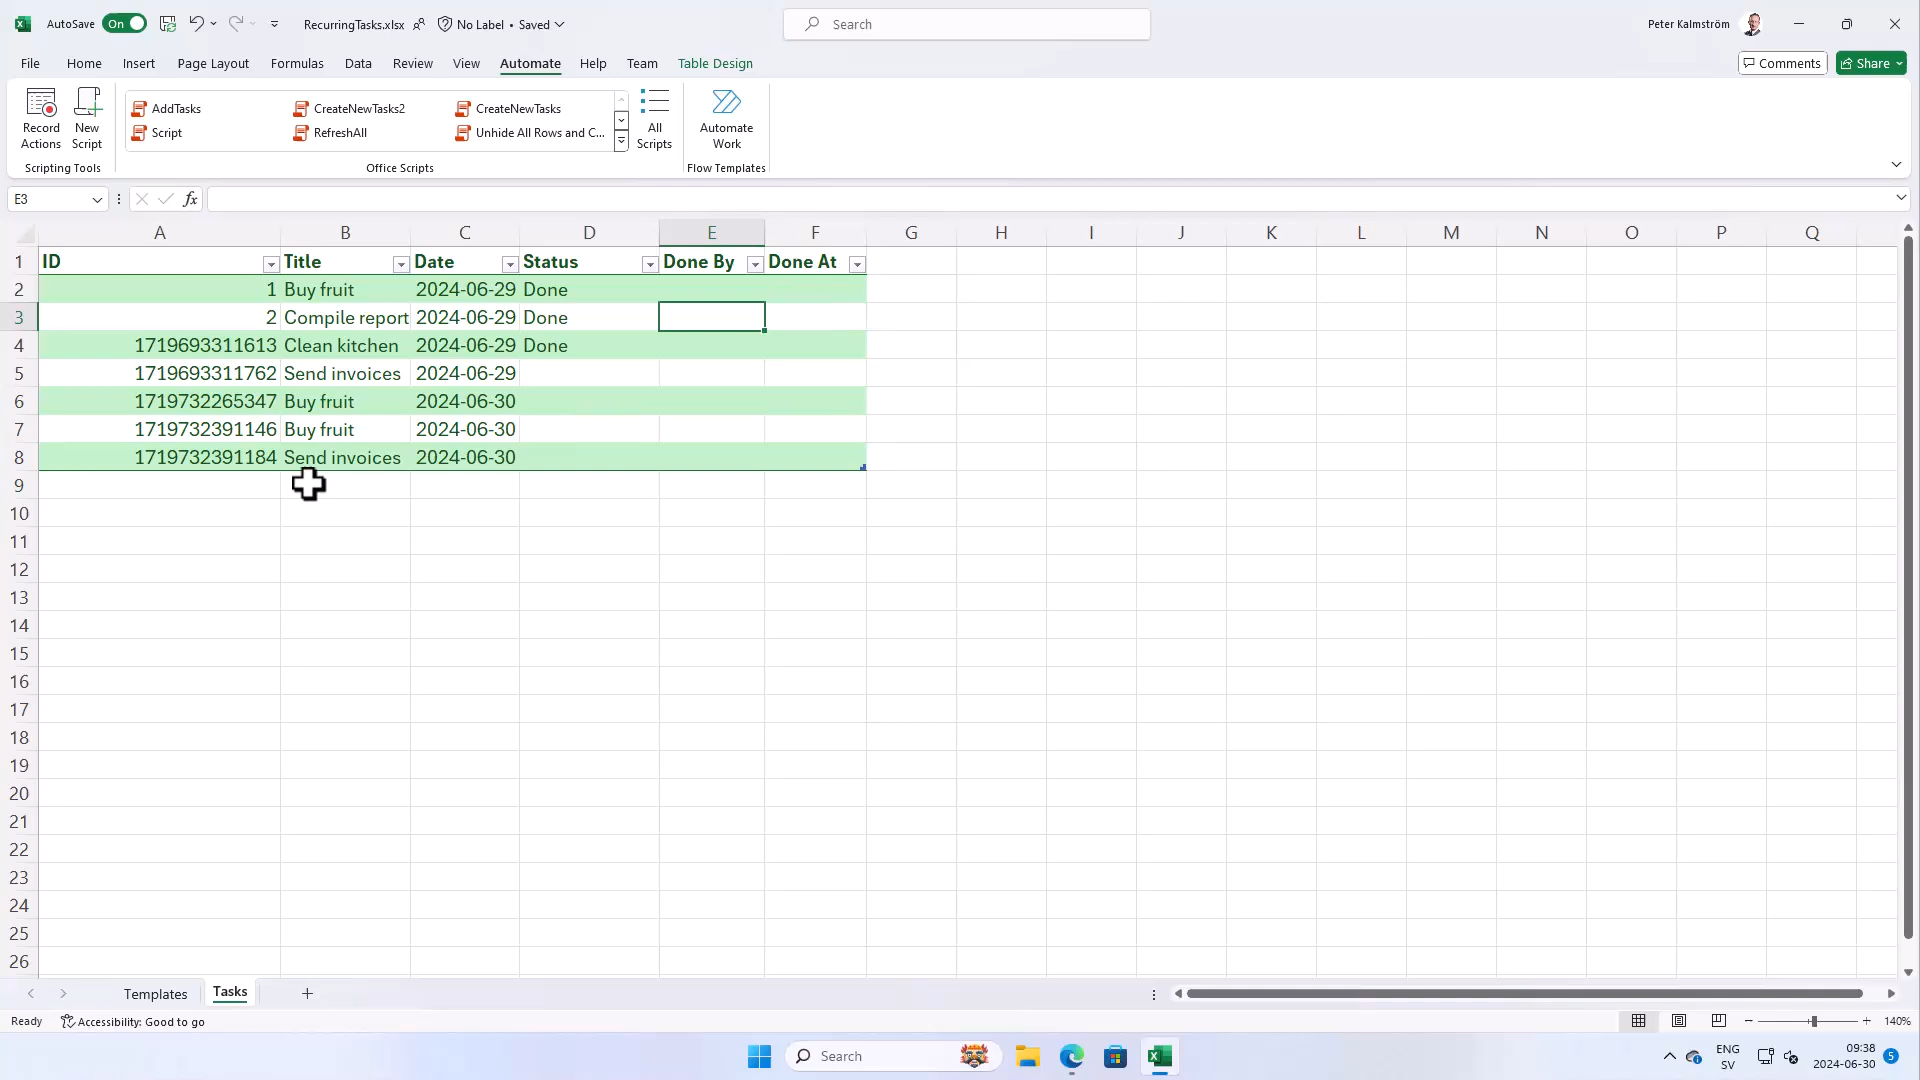 AutoSave On RecurringTasks.xlsx No Label • Saved Search Peter Kalmström
File Home Insert Page Layout Formulas Data Review View Automate Help Team Table Design Comments Share
Record Actions
New Script
Scripting Tools
AddTasks CreateNewTasks2 CreateNewTasks
Script RefreshAll Unhide All Rows and C...
All Scripts
Office Scripts
Automate Work
Flow Templates
E3 fx
A B C D E F G H I J K L M N O P Q
1 ID Title Date Status Done By Done At
2 1 Buy fruit 2024-06-29 Done
3 2 Compile report 2024-06-29 Done
4 1719693311613 Clean kitchen 2024-06-29 Done
5 1719693311762 Send invoices 2024-06-29
6 1719732265347 Buy fruit 2024-06-30
7 1719732391146 Buy fruit 2024-06-30
8 1719732391184 Send invoices 2024-06-30
9
10
11
12
13
14
15
16
17
18
19
20
21
22
23
24
25
26
Templates Tasks
Ready Accessibility: Good to go 140%
Search ENG 09:38 5
SV 2024-06-30